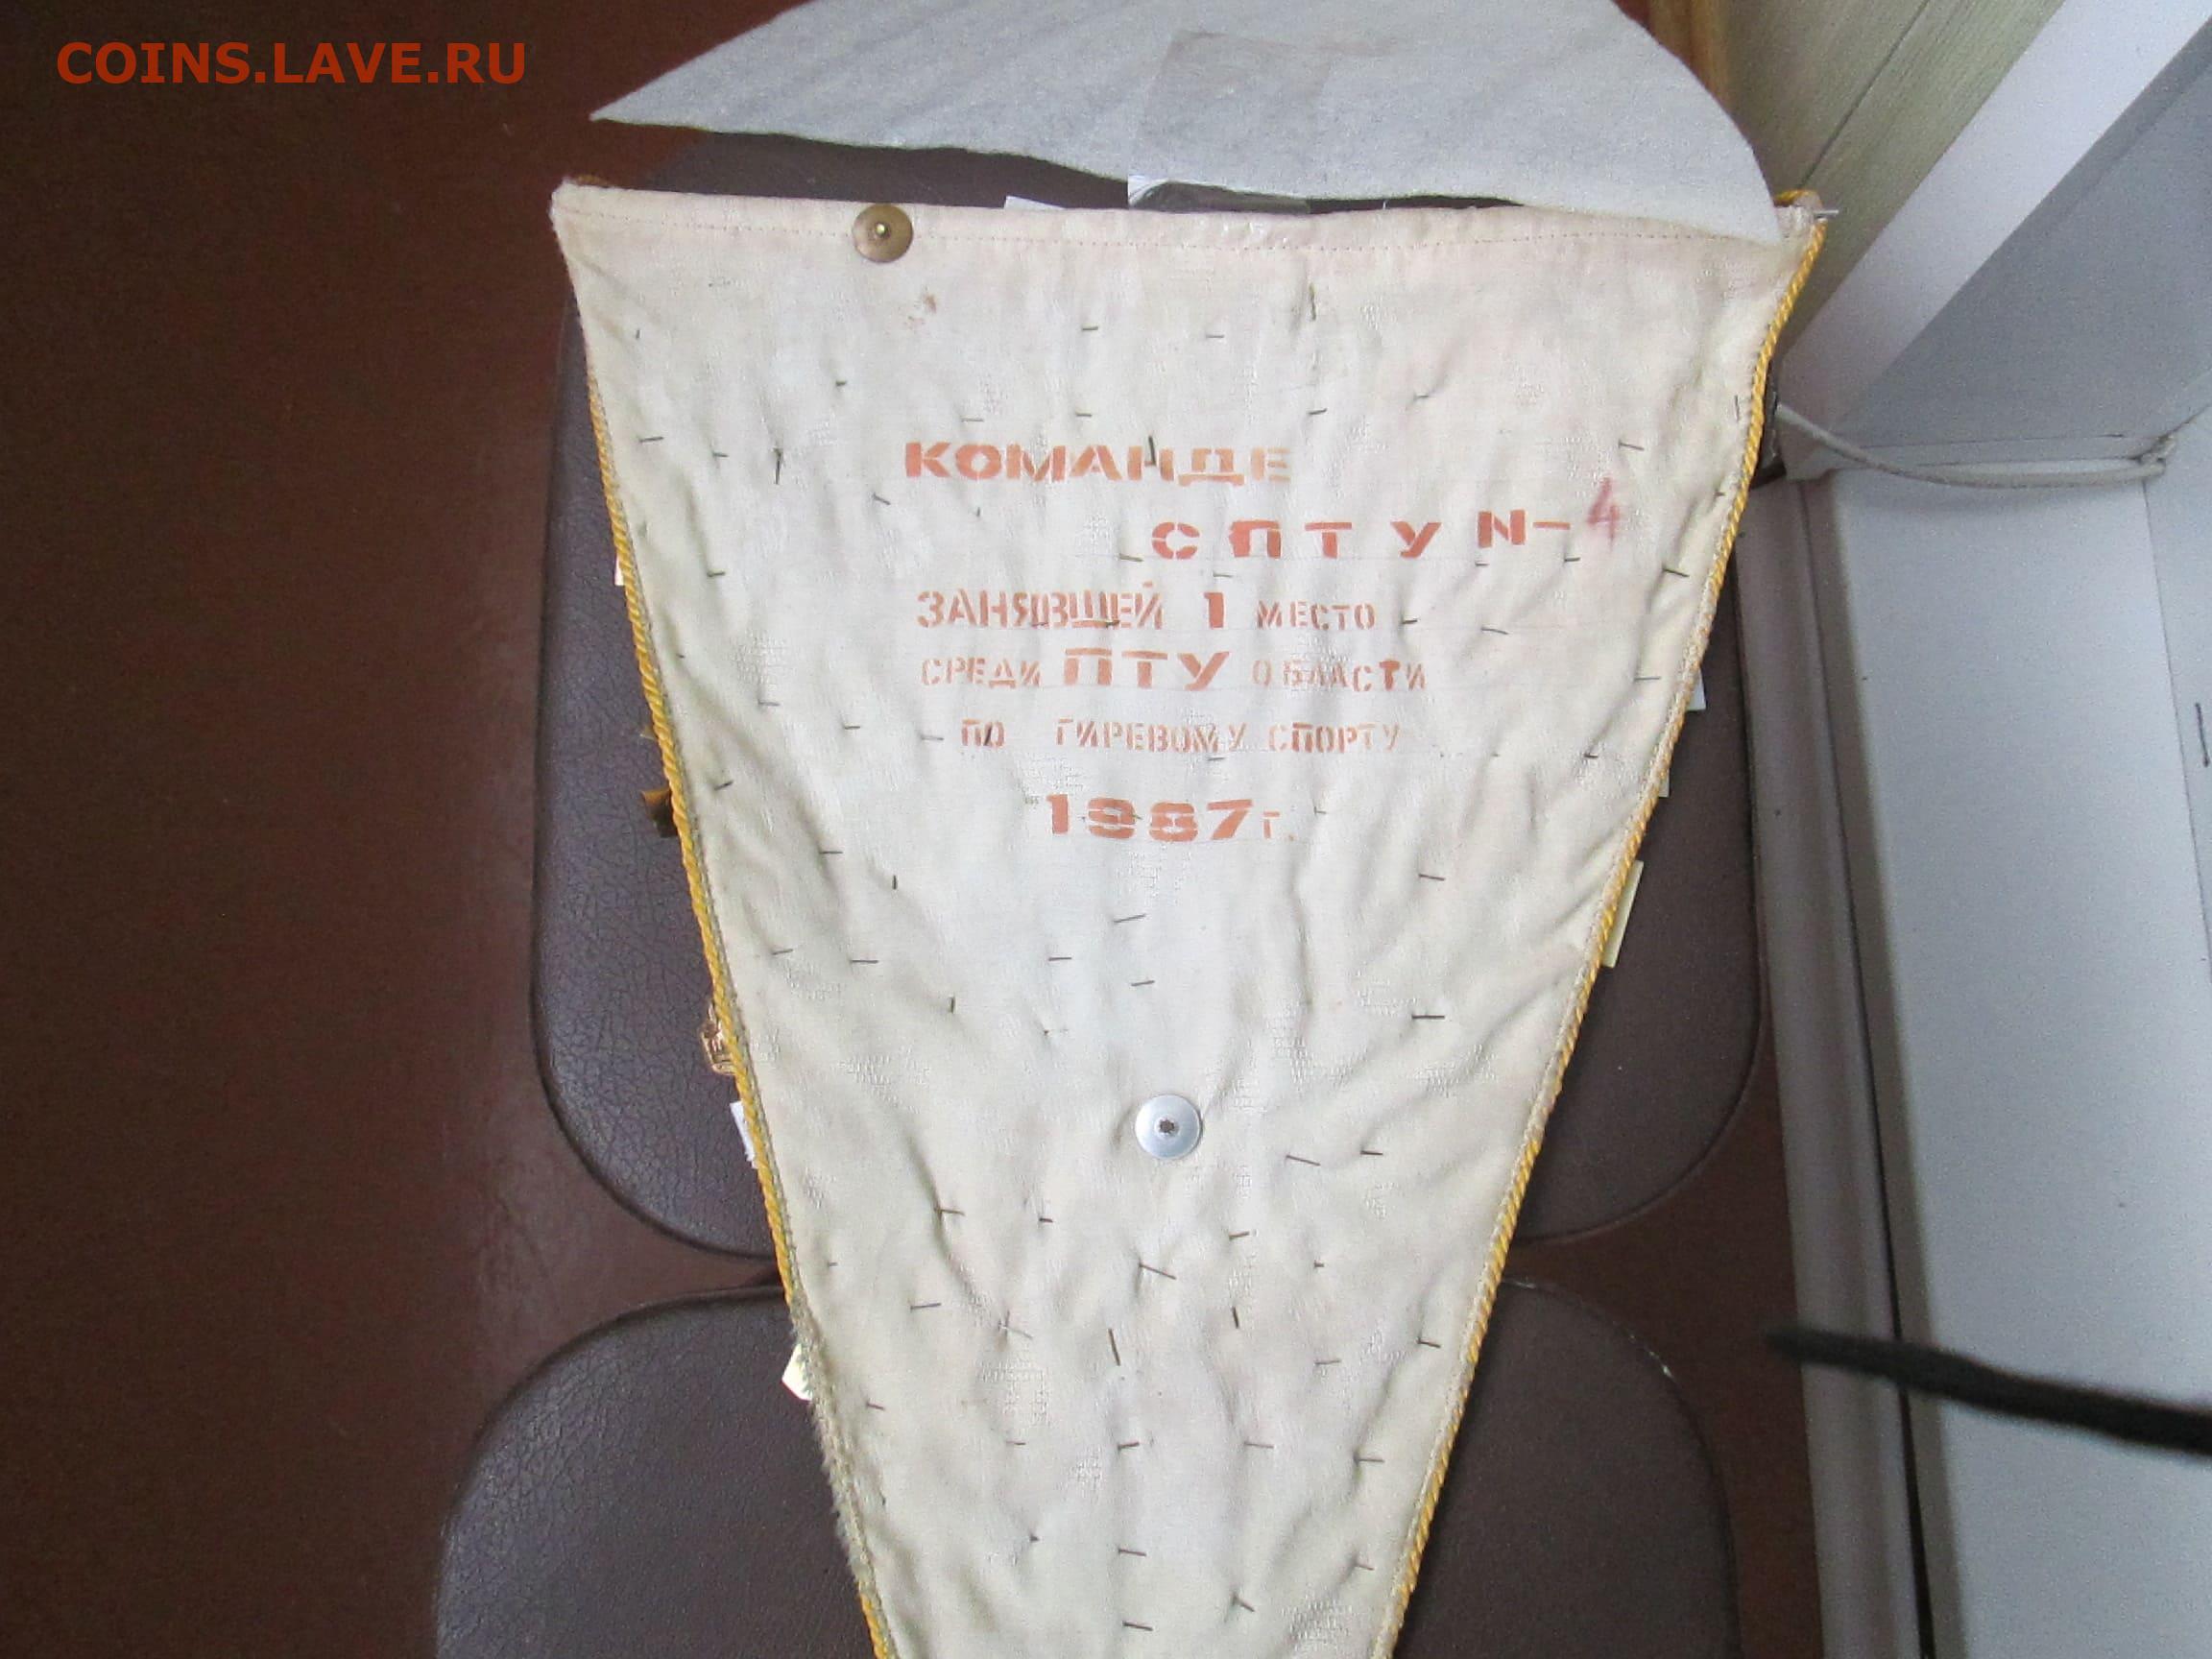 COINS.LAVE.RU
КОМАНДЕ
СПТУ N-4
ЗАНЯВШЕЙ 1 МЕСТО
СРЕДИ ПТУ ОБЛАСТИ
ПО ГИРЕВОМУ СПОРТУ
1987г.